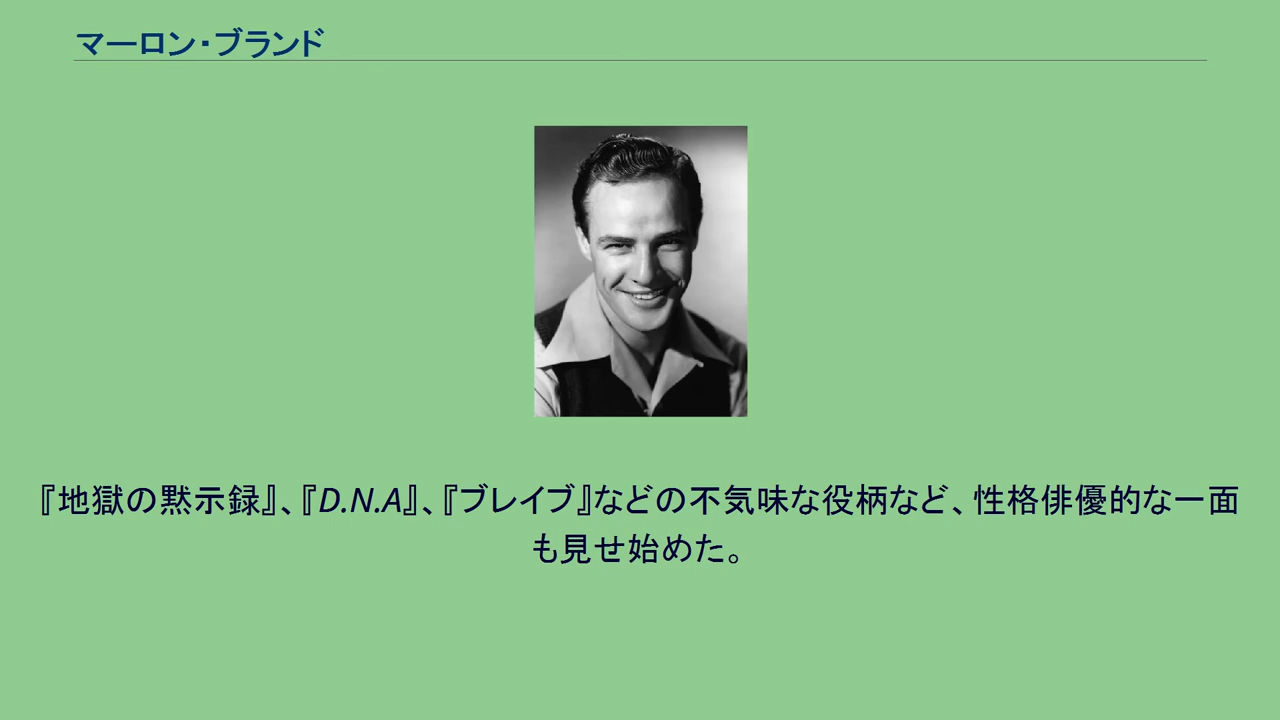 マーロン・ブランド
『地獄の黙示録』、『D.N.A』、『ブレイブ』などの不気味な役柄など、性格俳優的な一面
も見せ始めた。